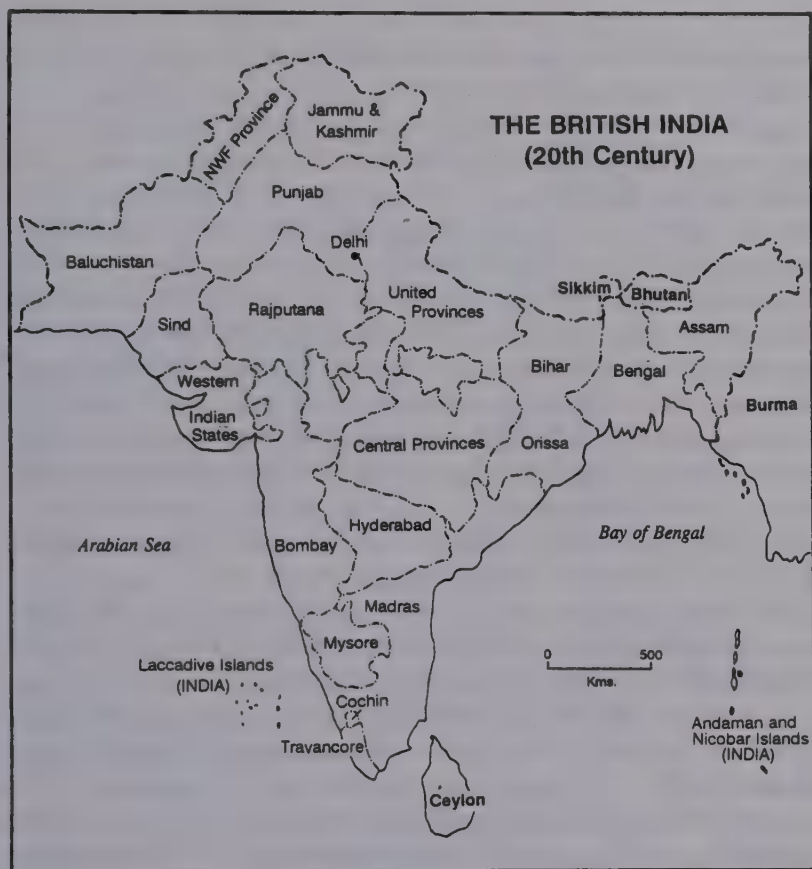 THE BRITISH INDIA
(20th Century)
NWF Province
Jammu &
Kashmir
Punjab
Delhi
Baluchistan
Sind
Rajputana
United
Provinces
Sikkim
Bhutan
Assam
Bihar
Bengal
Burma
Western
Indian
States
Central Provinces
Orissa
Hyderabad
Arabian Sea
Bombay
Bay of Bengal
Madras
Mysore
0 500
Kms.
Laccadive Islands
(INDIA)
Cochin
Travancore
Andaman and
Nicobar Islands
(INDIA)
Ceylon